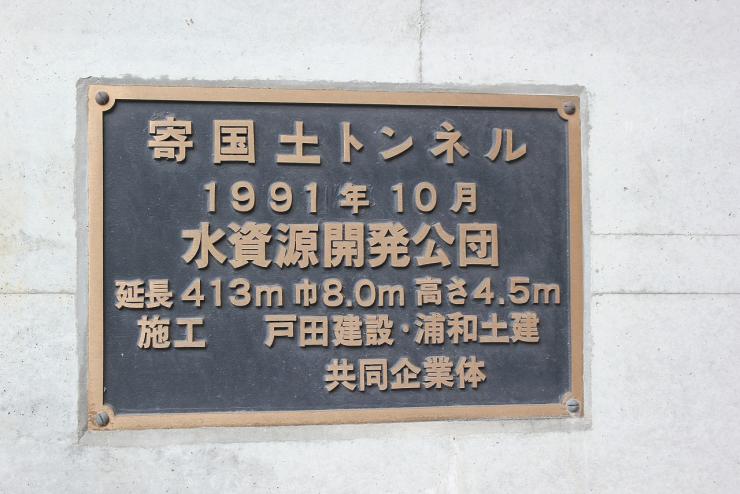 寄国土トンネル
1991年10月
水資源開発公団
延長413m巾8.0m高さ4.5m
施工 戸田建設・浦和土建
共同企業体